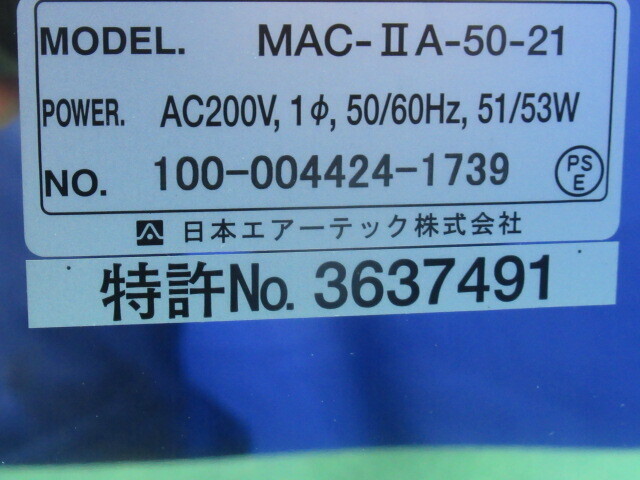 MODEL. MAC-ⅡA-50-21
POWER. AC200V, 1φ, 50/60Hz, 51/53W
NO. 100-004424-1739
PS
E
日本エアーテック株式会社
特許No. 3637491